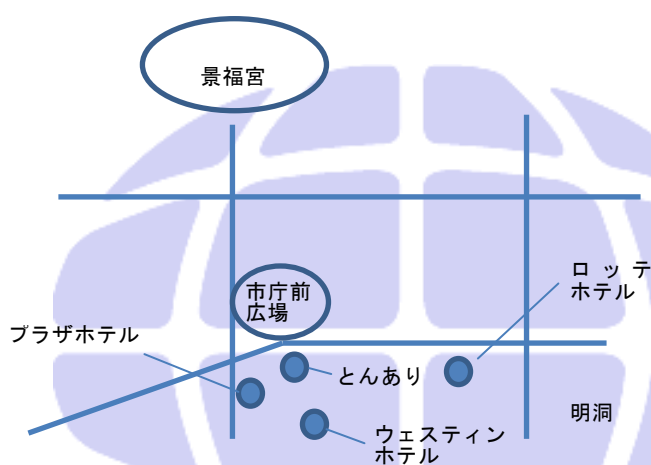 景福宮
市庁前
広場
ロッテ
ホテル
プラザホテル
とんあり
明洞
ウェスティン
ホテル